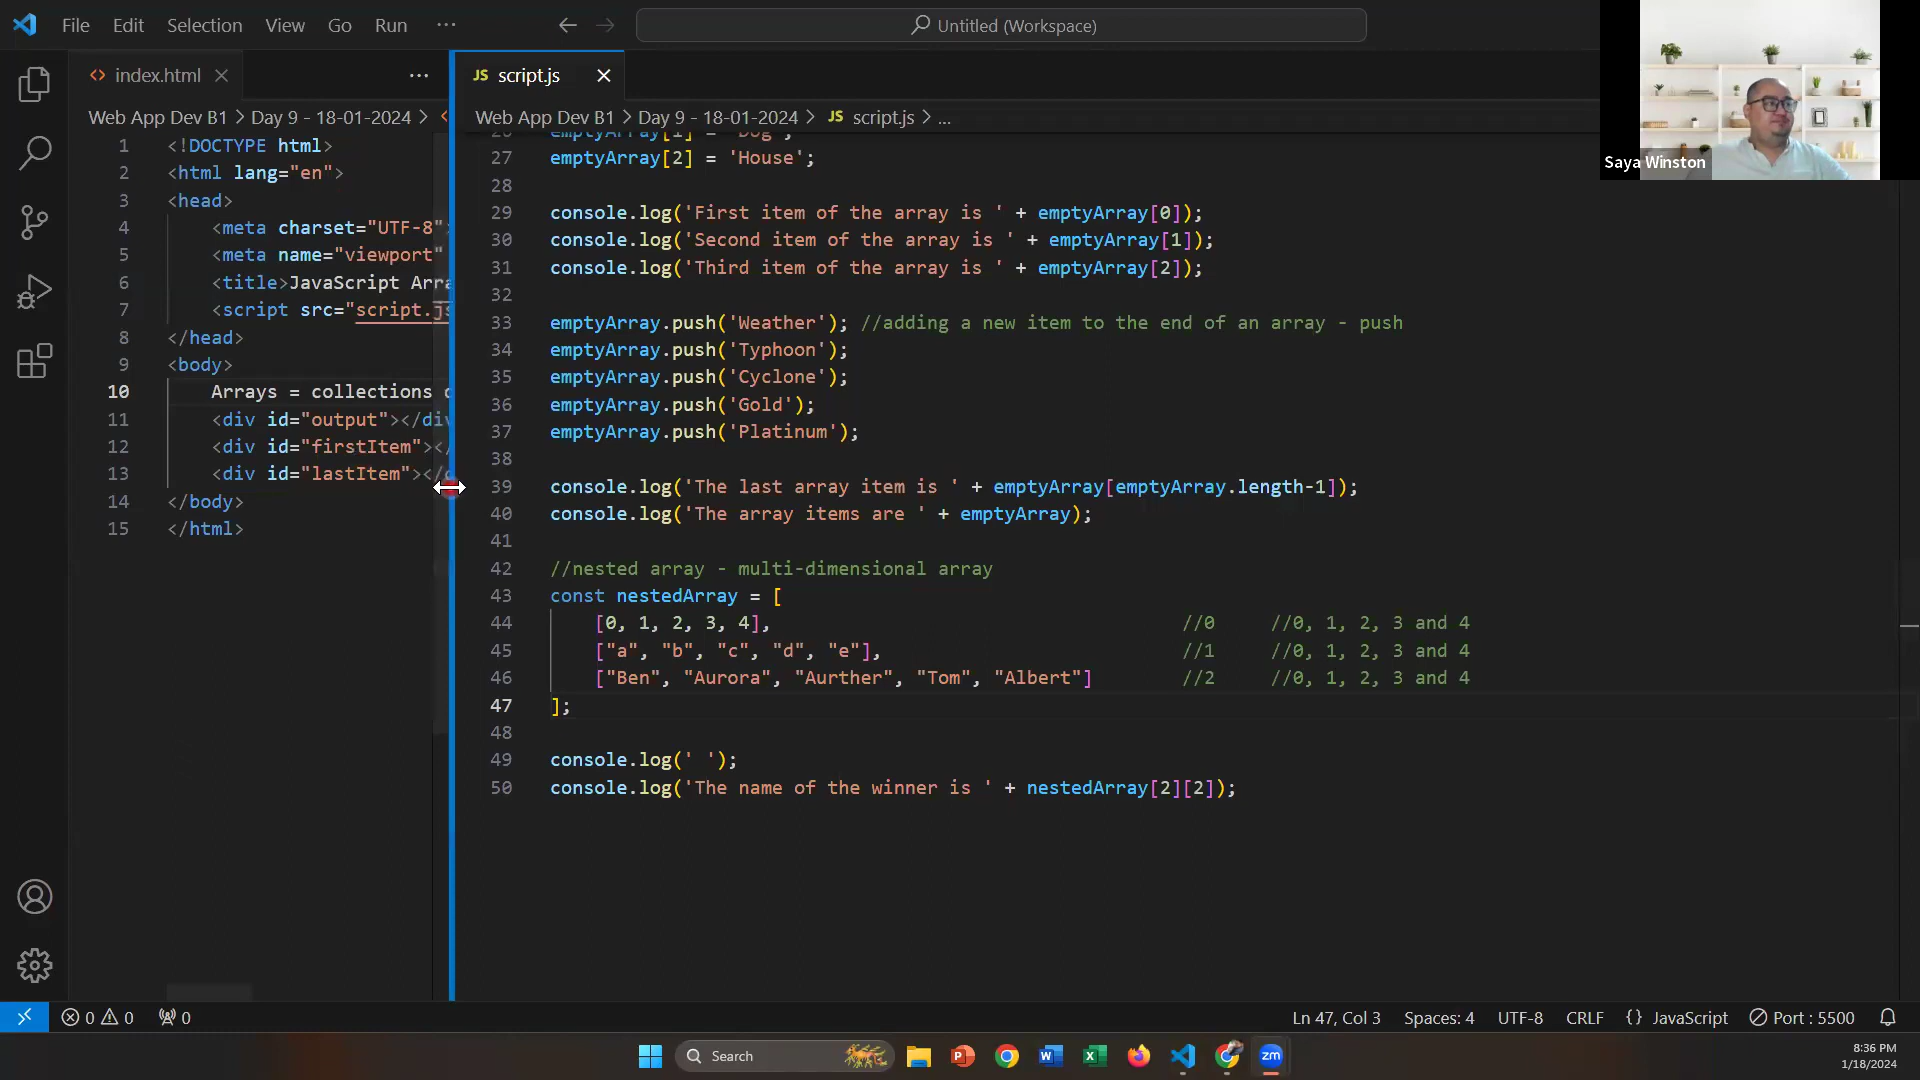 File Edit Selection View Go Run ···
Untitled (Workspace)
index.html
Web App Dev B1 > Day 9 - 18-01-2024 >
1 <!DOCTYPE html>
2 <html lang="en">
3 <head>
4 <meta charset="UTF-8">
5 <meta name="viewport"
6 <title>JavaScript Arra
7 <script src="script.js
8 </head>
9 <body>
10 Arrays = collections
11 <div id="output"></div
12 <div id="firstItem"></
13 <div id="lastItem"></
14 </body>
15 </html>
JS script.js
Web App Dev B1 > Day 9 - 18-01-2024 > JS script.js > ...
26 emptyArray[1] = 'Dog';
27 emptyArray[2] = 'House';
28
29 console.log('First item of the array is ' + emptyArray[0]);
30 console.log('Second item of the array is ' + emptyArray[1]);
31 console.log('Third item of the array is ' + emptyArray[2]);
32
33 emptyArray.push('Weather'); //adding a new item to the end of an array - push
34 emptyArray.push('Typhoon');
35 emptyArray.push('Cyclone');
36 emptyArray.push('Gold');
37 emptyArray.push('Platinum');
38
39 console.log('The last array item is ' + emptyArray[emptyArray.length-1]);
40 console.log('The array items are ' + emptyArray);
41
42 //nested array - multi-dimensional array
43 const nestedArray = [
44 [0, 1, 2, 3, 4], //0 //0, 1, 2, 3 and 4
45 ["a", "b", "c", "d", "e"], //1 //0, 1, 2, 3 and 4
46 ["Ben", "Aurora", "Aurther", "Tom", "Albert"] //2 //0, 1, 2, 3 and 4
47 ];
48
49 console.log(' ');
50 console.log('The name of the winner is ' + nestedArray[2][2]);
Saya Winston
0 0 0
Ln 47, Col 3 Spaces: 4 UTF-8 CRLF {} JavaScript Port : 5500
Search
P W X zm
8:36 PM
1/18/2024